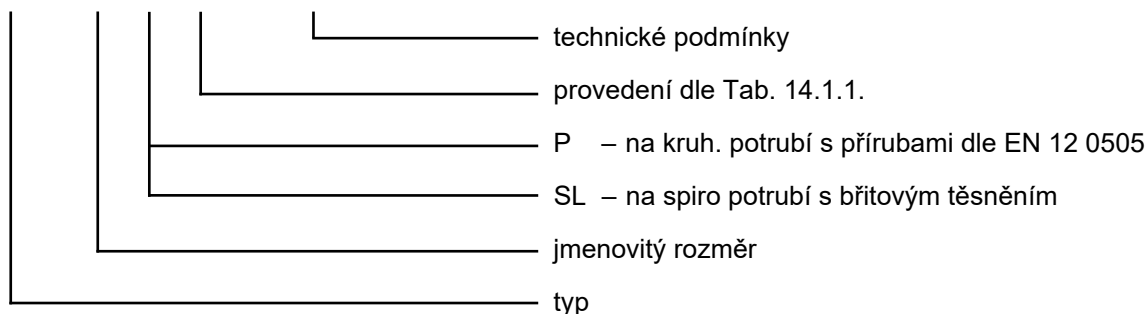 technické podmínky
provedení dle Tab. 14.1.1.
P – na kruh. potrubí s přírubami dle EN 12 0505
SL – na spiro potrubí s břitovým těsněním
jmenovitý rozměr
typ